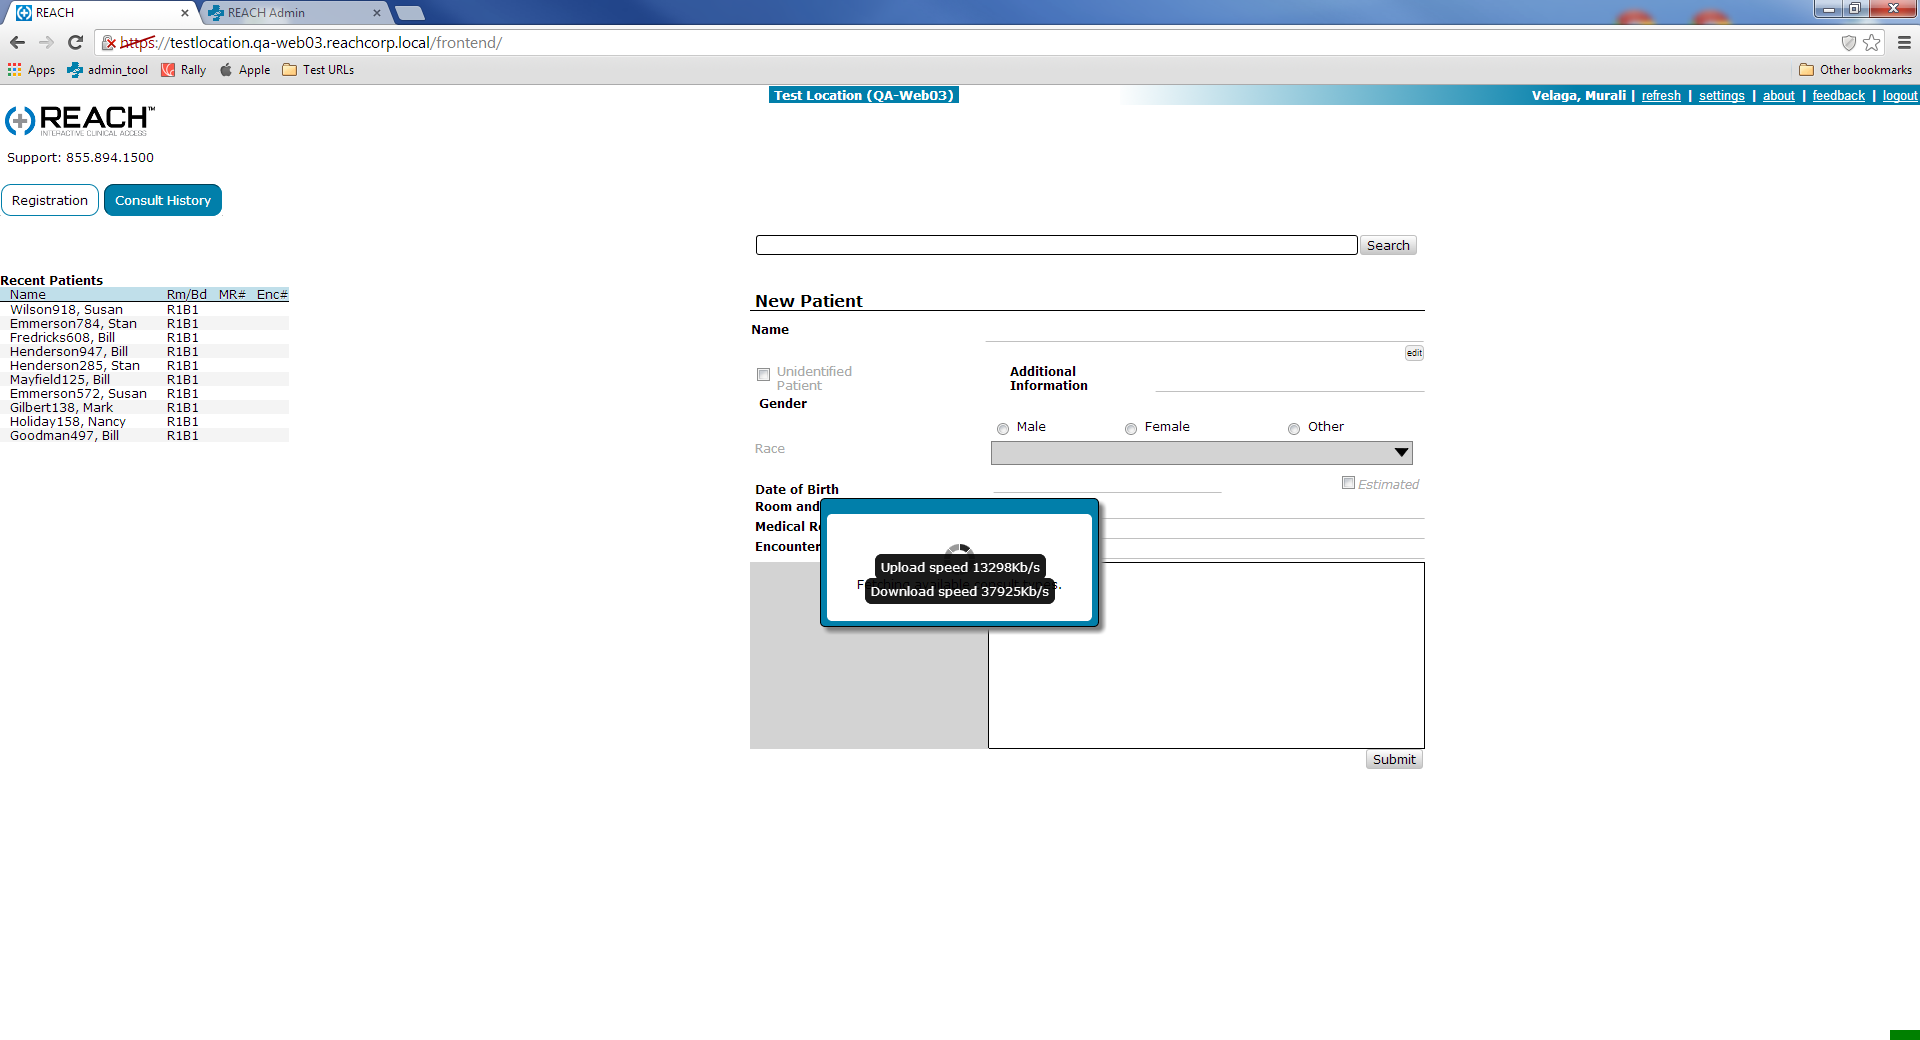 REACH
REACH Admin
https://testlocation.qa-web03.reachcorp.local/frontend/
Apps admin_tool Rally Apple Test URLs Other bookmarks
Test Location (QA-Web03)
Velaga, Murali | refresh | settings | about | feedback | logout
REACH™
INTERACTIVE CLINICAL ACCESS
Support: 855.894.1500
Registration Consult History
Search
Recent Patients
Name Rm/Bd MR# Enc#
Wilson918, Susan R1B1
Emmerson784, Stan R1B1
Fredricks608, Bill R1B1
Henderson947, Bill R1B1
Henderson285, Stan R1B1
Mayfield125, Bill R1B1
Emmerson572, Susan R1B1
Gilbert138, Mark R1B1
Holiday158, Nancy R1B1
Goodman497, Bill R1B1
New Patient
Name
edit
Unidentified
Patient
Additional
Information
Gender
Male Female Other
Race
Date of Birth
Estimated
Room and
Medical
Encounter
Upload speed 13298Kb/s
Fetching available consult types.
Download speed 37925Kb/s
Submit